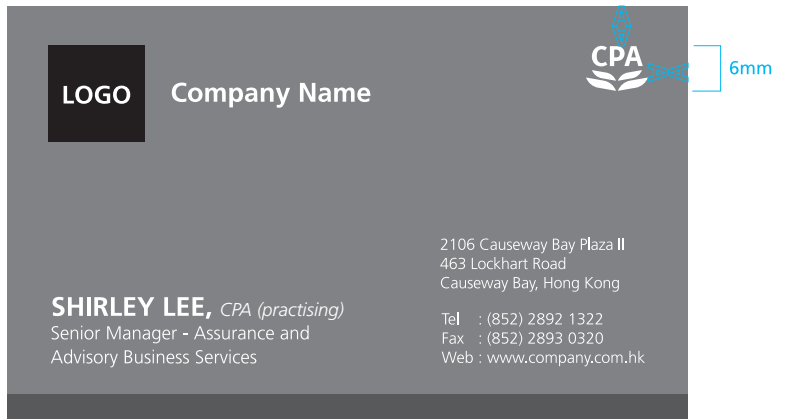 CPA
6mm
LOGO
Company Name
2106 Causeway Bay Plaza II
463 Lockhart Road
Causeway Bay, Hong Kong
SHIRLEY LEE, CPA (practising)
Senior Manager - Assurance and
Advisory Business Services
Tel : (852) 2892 1322
Fax : (852) 2893 0320
Web : www.company.com.hk